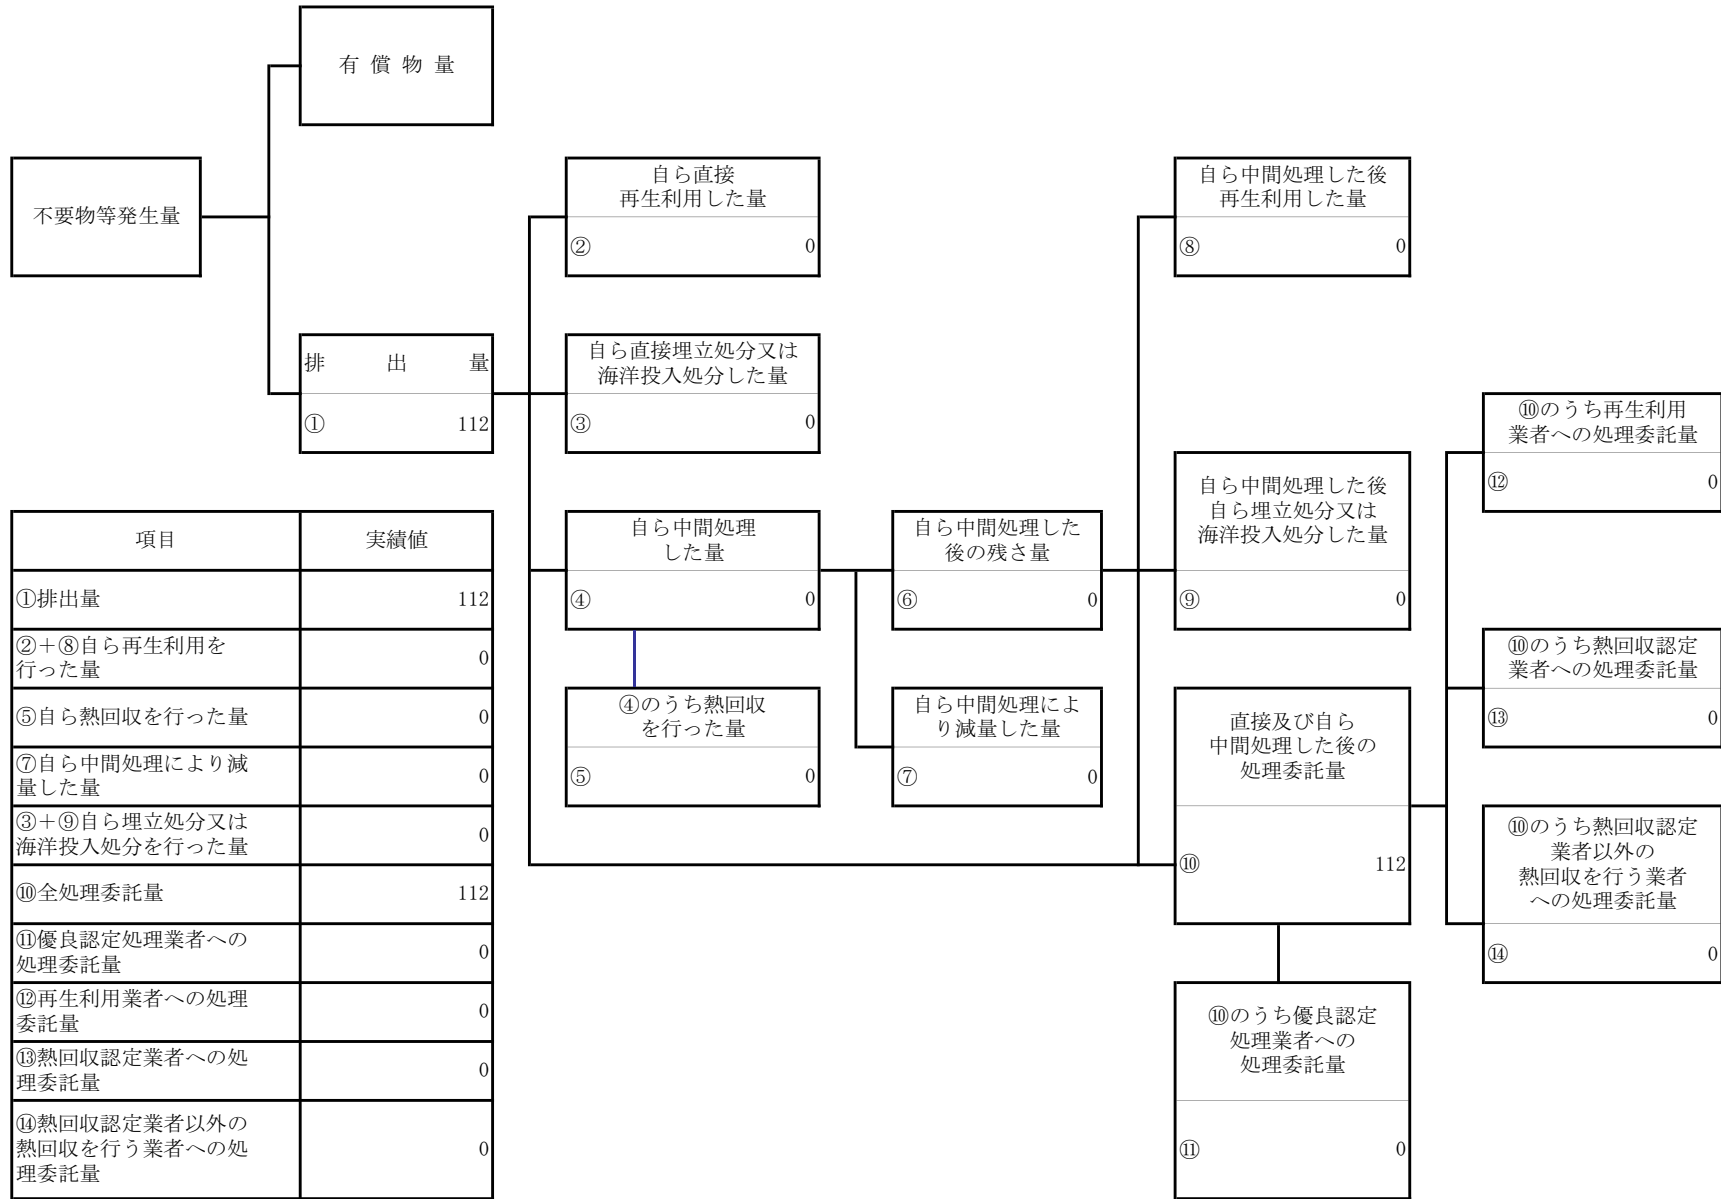 有 償 物 量
不要物等発生量
排 出 量
① 112
自ら直接
再生利用した量
② 0
自ら直接埋立処分又は
海洋投入処分した量
③ 0
自ら中間処理
した量
④ 0
④のうち熱回収
を行った量
⑤ 0
自ら中間処理した
後の残さ量
⑥ 0
自ら中間処理によ
り減量した量
⑦ 0
自ら中間処理した後
再生利用した量
⑧ 0
自ら中間処理した後
自ら埋立処分又は
海洋投入処分した量
⑨ 0
直接及び自ら
中間処理した後の
処理委託量
⑩ 112
⑩のうち優良認定
処理業者への
処理委託量
⑪ 0
⑩のうち再生利用
業者への処理委託量
⑫ 0
⑩のうち熱回収認定
業者への処理委託量
⑬ 0
⑩のうち熱回収認定
業者以外の
熱回収を行う業者
への処理委託量
⑭ 0
項目 実績値
①排出量 112
②+⑧自ら再生利用を
行った量 0
⑤自ら熱回収を行った量 0
⑦自ら中間処理により減
量した量 0
③+⑨自ら埋立処分又は
海洋投入処分を行った量 0
⑩全処理委託量 112
⑪優良認定処理業者への
処理委託量 0
⑫再生利用業者への処理
委託量 0
⑬熱回収認定業者への処
理委託量 0
⑭熱回収認定業者以外の
熱回収を行う業者への処
理委託量 0